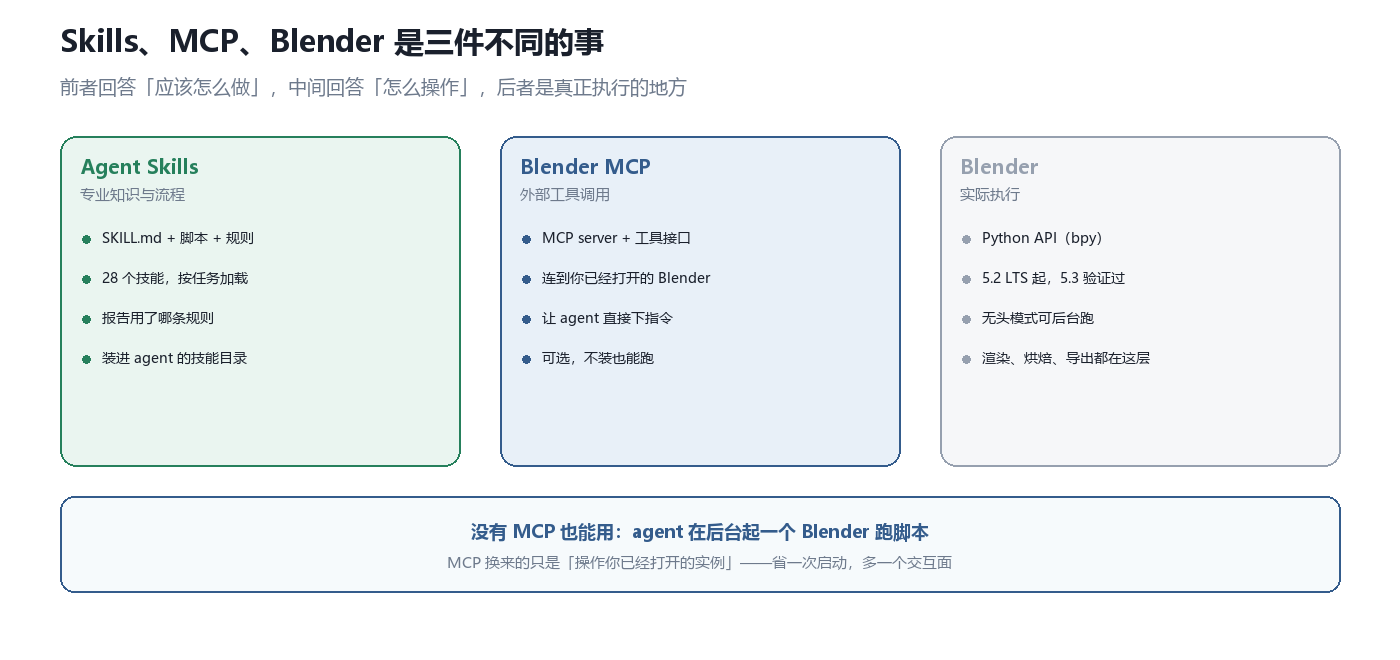 Skills、MCP、Blender 是三件不同的事
前者回答「应该怎么做」，中间回答「怎么操作」，后者是真正执行的地方
Agent Skills
专业知识与流程
SKILL.md + 脚本 + 规则
28 个技能，按任务加载
报告用了哪条规则
装进 agent 的技能目录
Blender MCP
外部工具调用
MCP server + 工具接口
连到你已经打开的 Blender
让 agent 直接下指令
可选，不装也能跑
Blender
实际执行
Python API（bpy）
5.2 LTS 起，5.3 验证过
无头模式可后台跑
渲染、烘焙、导出都在这层
没有 MCP 也能用：agent 在后台起一个 Blender 跑脚本
MCP 换来的只是「操作你已经打开的实例」——省一次启动，多一个交互面